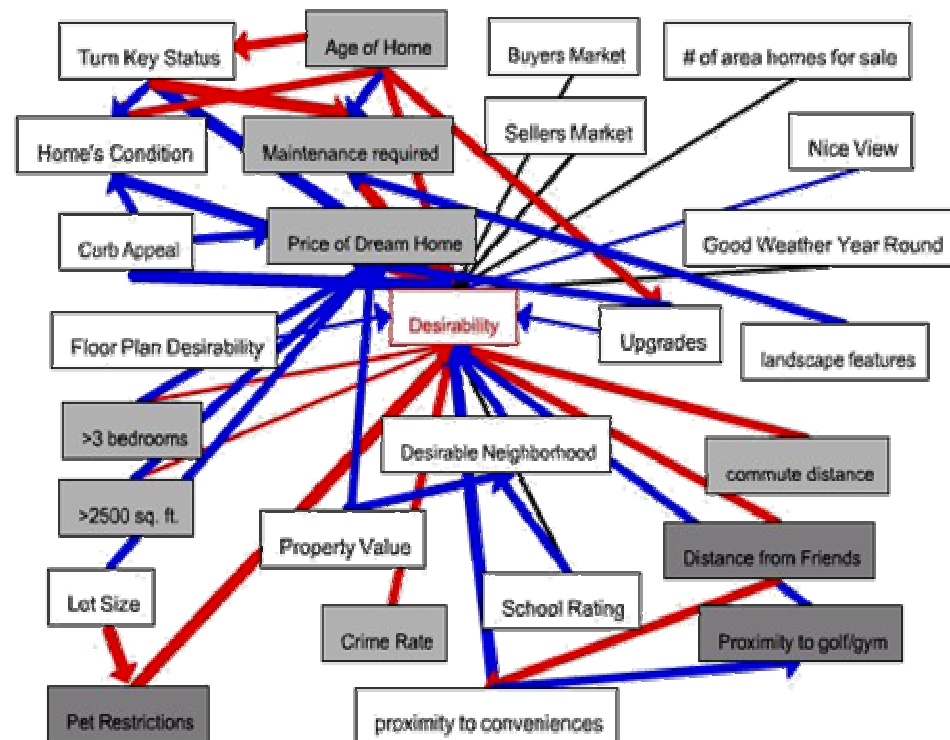 Turn Key Status
Age of Home
Buyers Market
# of area homes for sale
Sellers Market
Home's Condition
Maintenance required
Nice View
Curb Appeal
Price of Dream Home
Good Weather Year Round
Desirability
Floor Plan Desirability
Upgrades
landscape features
>3 bedrooms
Desirable Neighborhood
commute distance
>2500 sq. ft.
Property Value
Distance from Friends
Lot Size
School Rating
Crime Rate
Proximity to golf/gym
Pet Restrictions
proximity to conveniences